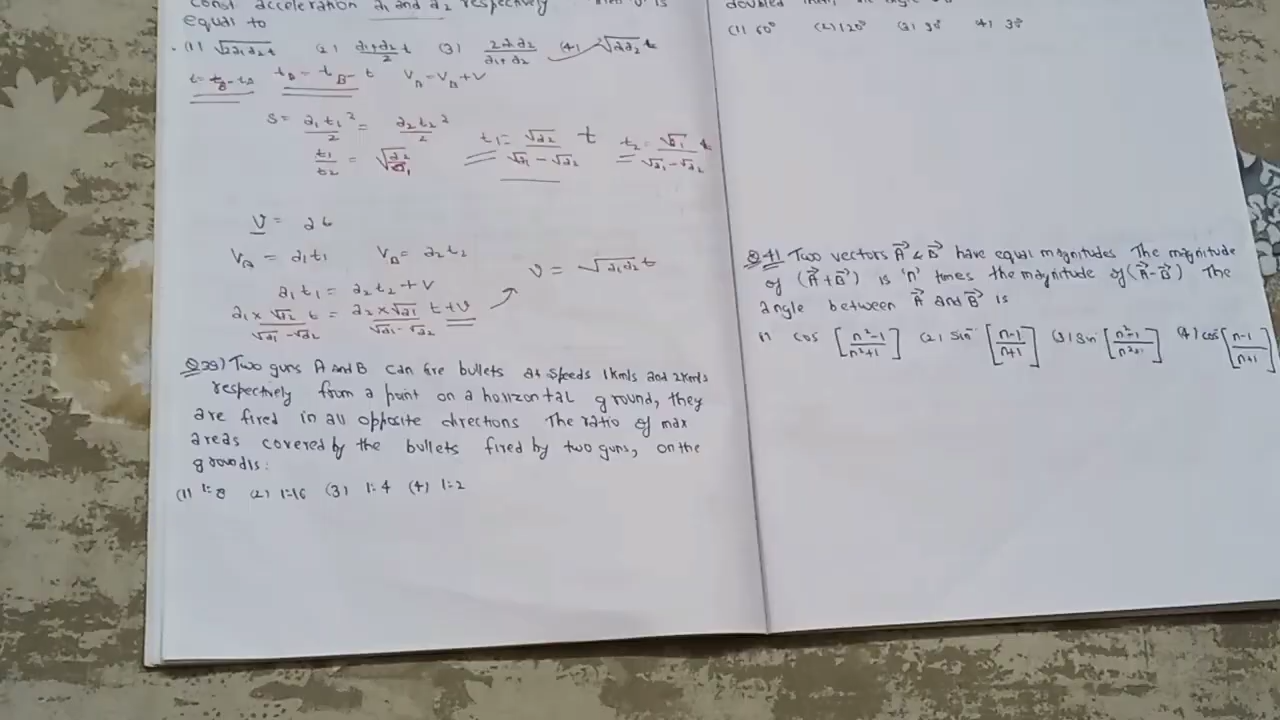 const acceleration a₁ and a₂ respectively
equal to
(1) √2a₁a₂t (2) a₁+a₂/2 t (3) 2a₁a₂/a₁+a₂ (4) √a₁a₂ t
t = t_B - t_A t_A = t_B - t V_A = V_B + V
S = a₁t₁²/2 = a₂t₂²/2
t₁/t₂ = √a₂/a₁
t₁ = √a₂/√a₁-√a₂ t t₂ = √a₁/√a₁-√a₂ t
V = at
V_A = a₁t₁ V_B = a₂t₂
v = √a₁a₂ t
a₁t₁ = a₂t₂ + V
a₁ x √a₂/√a₁-√a₂ t = a₂ x √a₁/√a₁-√a₂ t + V
Q39) Two guns A and B can fire bullets at speeds 1km/s and 2km/s
respectively from a point on a horizontal ground, they
are fired in all opposite directions The ratio of max
areas covered by the bullets fired by two guns, on the
ground is:
(1) 1:8 (2) 1:16 (3) 1:4 (4) 1:2
doubled then, the angle
(1) 60° (2) 120° (3) 30° (4) 30°
Q41 Two vectors A⃗ & B⃗ have equal magnitudes The magnitude
of (A⃗+B⃗) is 'n' times the magnitude of (A⃗-B⃗) The
angle between A⃗ and B⃗ is
(1) cos [n²-1/n²+1] (2) Sin⁻ [n-1/n+1] (3) Sin⁻ [n²-1/n²+1] (4) cos⁻ [n-1/n+1]